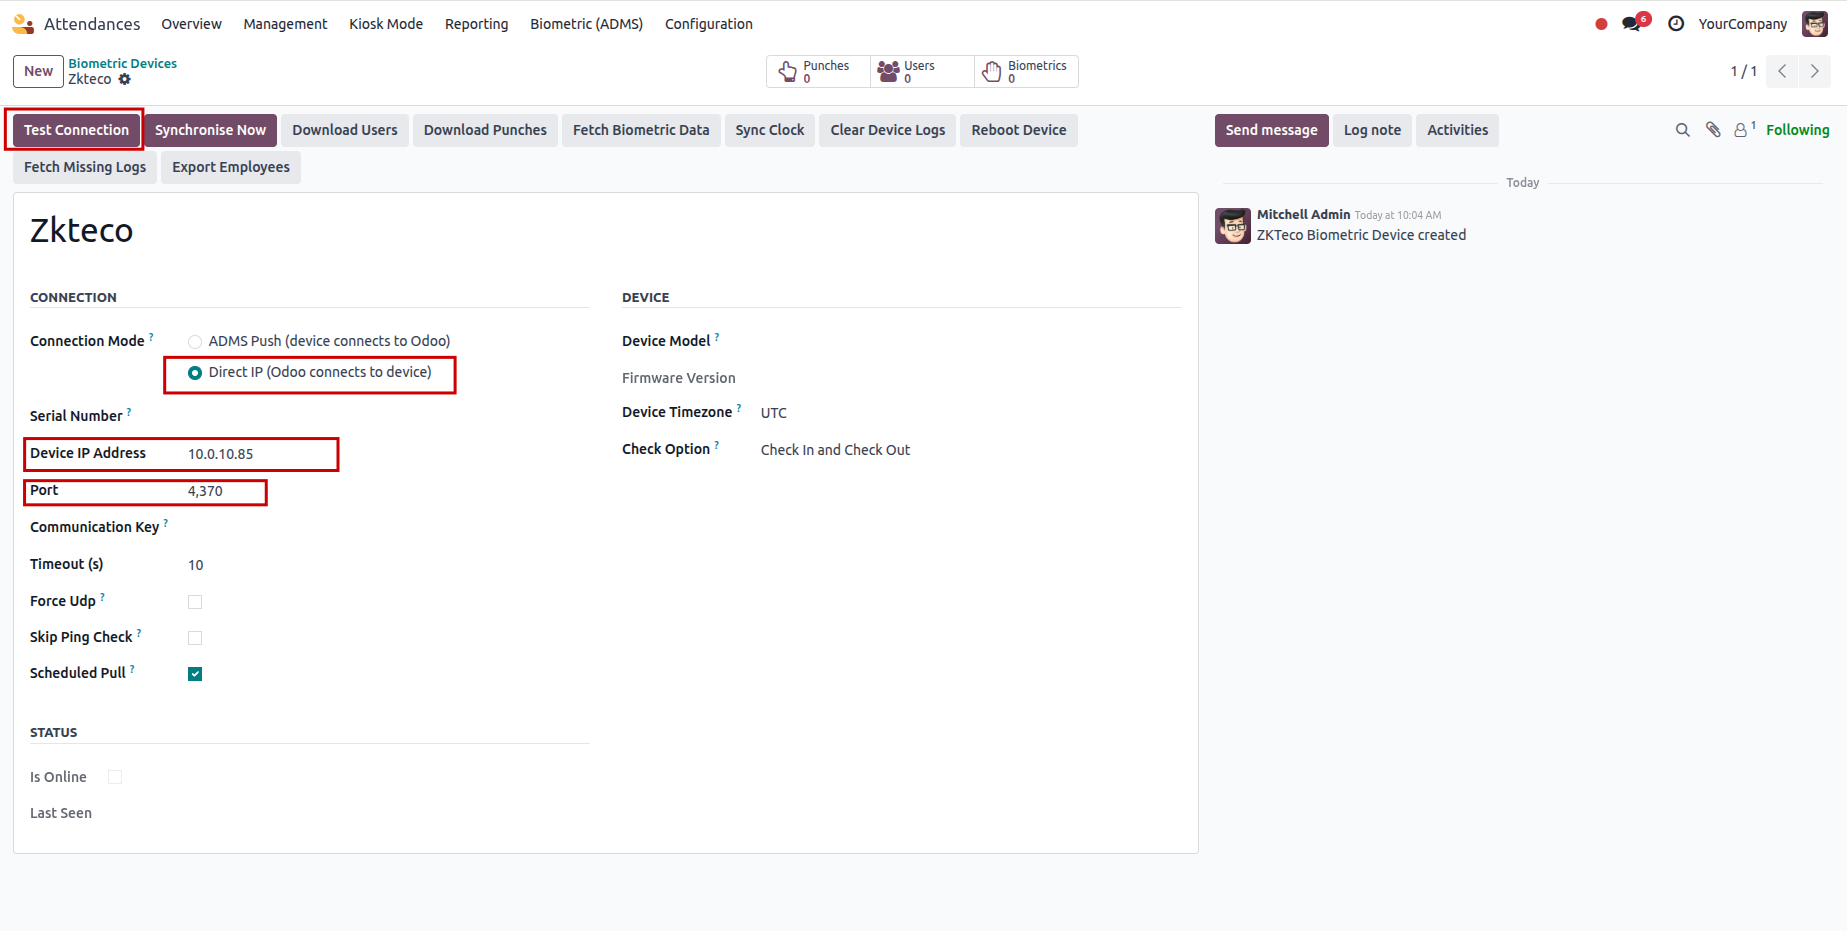 Attendances Overview Management Kiosk Mode Reporting Biometric (ADMS) Configuration 6 YourCompany
New Biometric Devices
Zkteco
Punches 0 Users 0 Biometrics 0
1 / 1
Test Connection Synchronise Now Download Users Download Punches Fetch Biometric Data Sync Clock Clear Device Logs Reboot Device
Fetch Missing Logs Export Employees
Send message Log note Activities 1 Following
Today
Mitchell Admin Today at 10:04 AM
ZKTeco Biometric Device created
Zkteco
CONNECTION
Connection Mode ? ADMS Push (device connects to Odoo)
Direct IP (Odoo connects to device)
Serial Number ?
Device IP Address 10.0.10.85
Port 4,370
Communication Key ?
Timeout (s) 10
Force Udp ?
Skip Ping Check ?
Scheduled Pull ?
DEVICE
Device Model ?
Firmware Version
Device Timezone ? UTC
Check Option ? Check In and Check Out
STATUS
Is Online
Last Seen